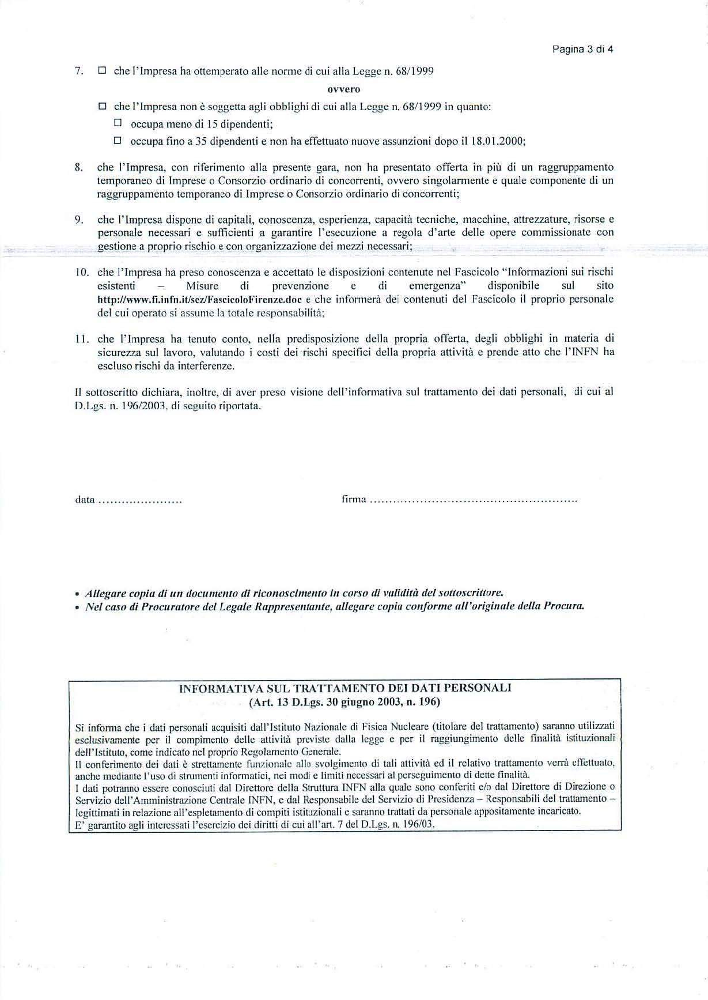 Pagina 3 di 4
7. □ che l'Impresa ha ottemperato alle norme di cui alla Legge n. 68/1999
ovvero
□ che l'Impresa non è soggetta agli obblighi di cui alla Legge n. 68/1999 in quanto:
□ occupa meno di 15 dipendenti;
□ occupa fino a 35 dipendenti e non ha effettuato nuove assunzioni dopo il 18.01.2000;
8. che l'Impresa, con riferimento alla presente gara, non ha presentato offerta in più di un raggruppamento
temporaneo di Imprese o Consorzio ordinario di concorrenti, ovvero singolarmente e quale componente di un
raggruppamento temporaneo di Imprese o Consorzio ordinario di concorrenti;
9. che l'Impresa dispone di capitali, conoscenza, esperienza, capacità tecniche, macchine, attrezzature, risorse e
personale necessari e sufficienti a garantire l'esecuzione a regola d'arte delle opere commissionate con
gestione a proprio rischio e con organizzazione dei mezzi necessari;
10. che l'Impresa ha preso conoscenza e accettato le disposizioni contenute nel Fascicolo “Informazioni sui rischi
esistenti – Misure di prevenzione e di emergenza” disponibile sul sito
http://www.fi.infn.it/sez/FascicoloFirenze.doc e che informerà dei contenuti del Fascicolo il proprio personale
del cui operato si assume la totale responsabilità;
11. che l'Impresa ha tenuto conto, nella predisposizione della propria offerta, degli obblighi in materia di
sicurezza sul lavoro, valutando i costi dei rischi specifici della propria attività e prende atto che l'INFN ha
escluso rischi da interferenze.
Il sottoscritto dichiara, inoltre, di aver preso visione dell'informativa sul trattamento dei dati personali, di cui al
D.Lgs. n. 196/2003, di seguito riportata.
data ...................... firma ......................................................
• Allegare copia di un documento di riconoscimento in corso di validità del sottoscrittore.
• Nel caso di Procuratore del Legale Rappresentante, allegare copia conforme all'originale della Procura.
INFORMATIVA SUL TRATTAMENTO DEI DATI PERSONALI
(Art. 13 D.Lgs. 30 giugno 2003, n. 196)
Si informa che i dati personali acquisiti dall'Istituto Nazionale di Fisica Nucleare (titolare del trattamento) saranno utilizzati
esclusivamente per il compimento delle attività previste dalla legge e per il raggiungimento delle finalità istituzionali
dell'Istituto, come indicato nel proprio Regolamento Generale.
Il conferimento dei dati è strettamente funzionale allo svolgimento di tali attività ed il relativo trattamento verrà effettuato,
anche mediante l'uso di strumenti informatici, nei modi e limiti necessari al perseguimento di dette finalità.
I dati potranno essere conosciuti dal Direttore della Struttura INFN alla quale sono conferiti e/o dal Direttore di Direzione o
Servizio dell'Amministrazione Centrale INFN, e dal Responsabile del Servizio di Presidenza – Responsabili del trattamento –
legittimati in relazione all'espletamento di compiti istituzionali e saranno trattati da personale appositamente incaricato.
E' garantito agli interessati l'esercizio dei diritti di cui all'art. 7 del D.Lgs. n. 196/03.